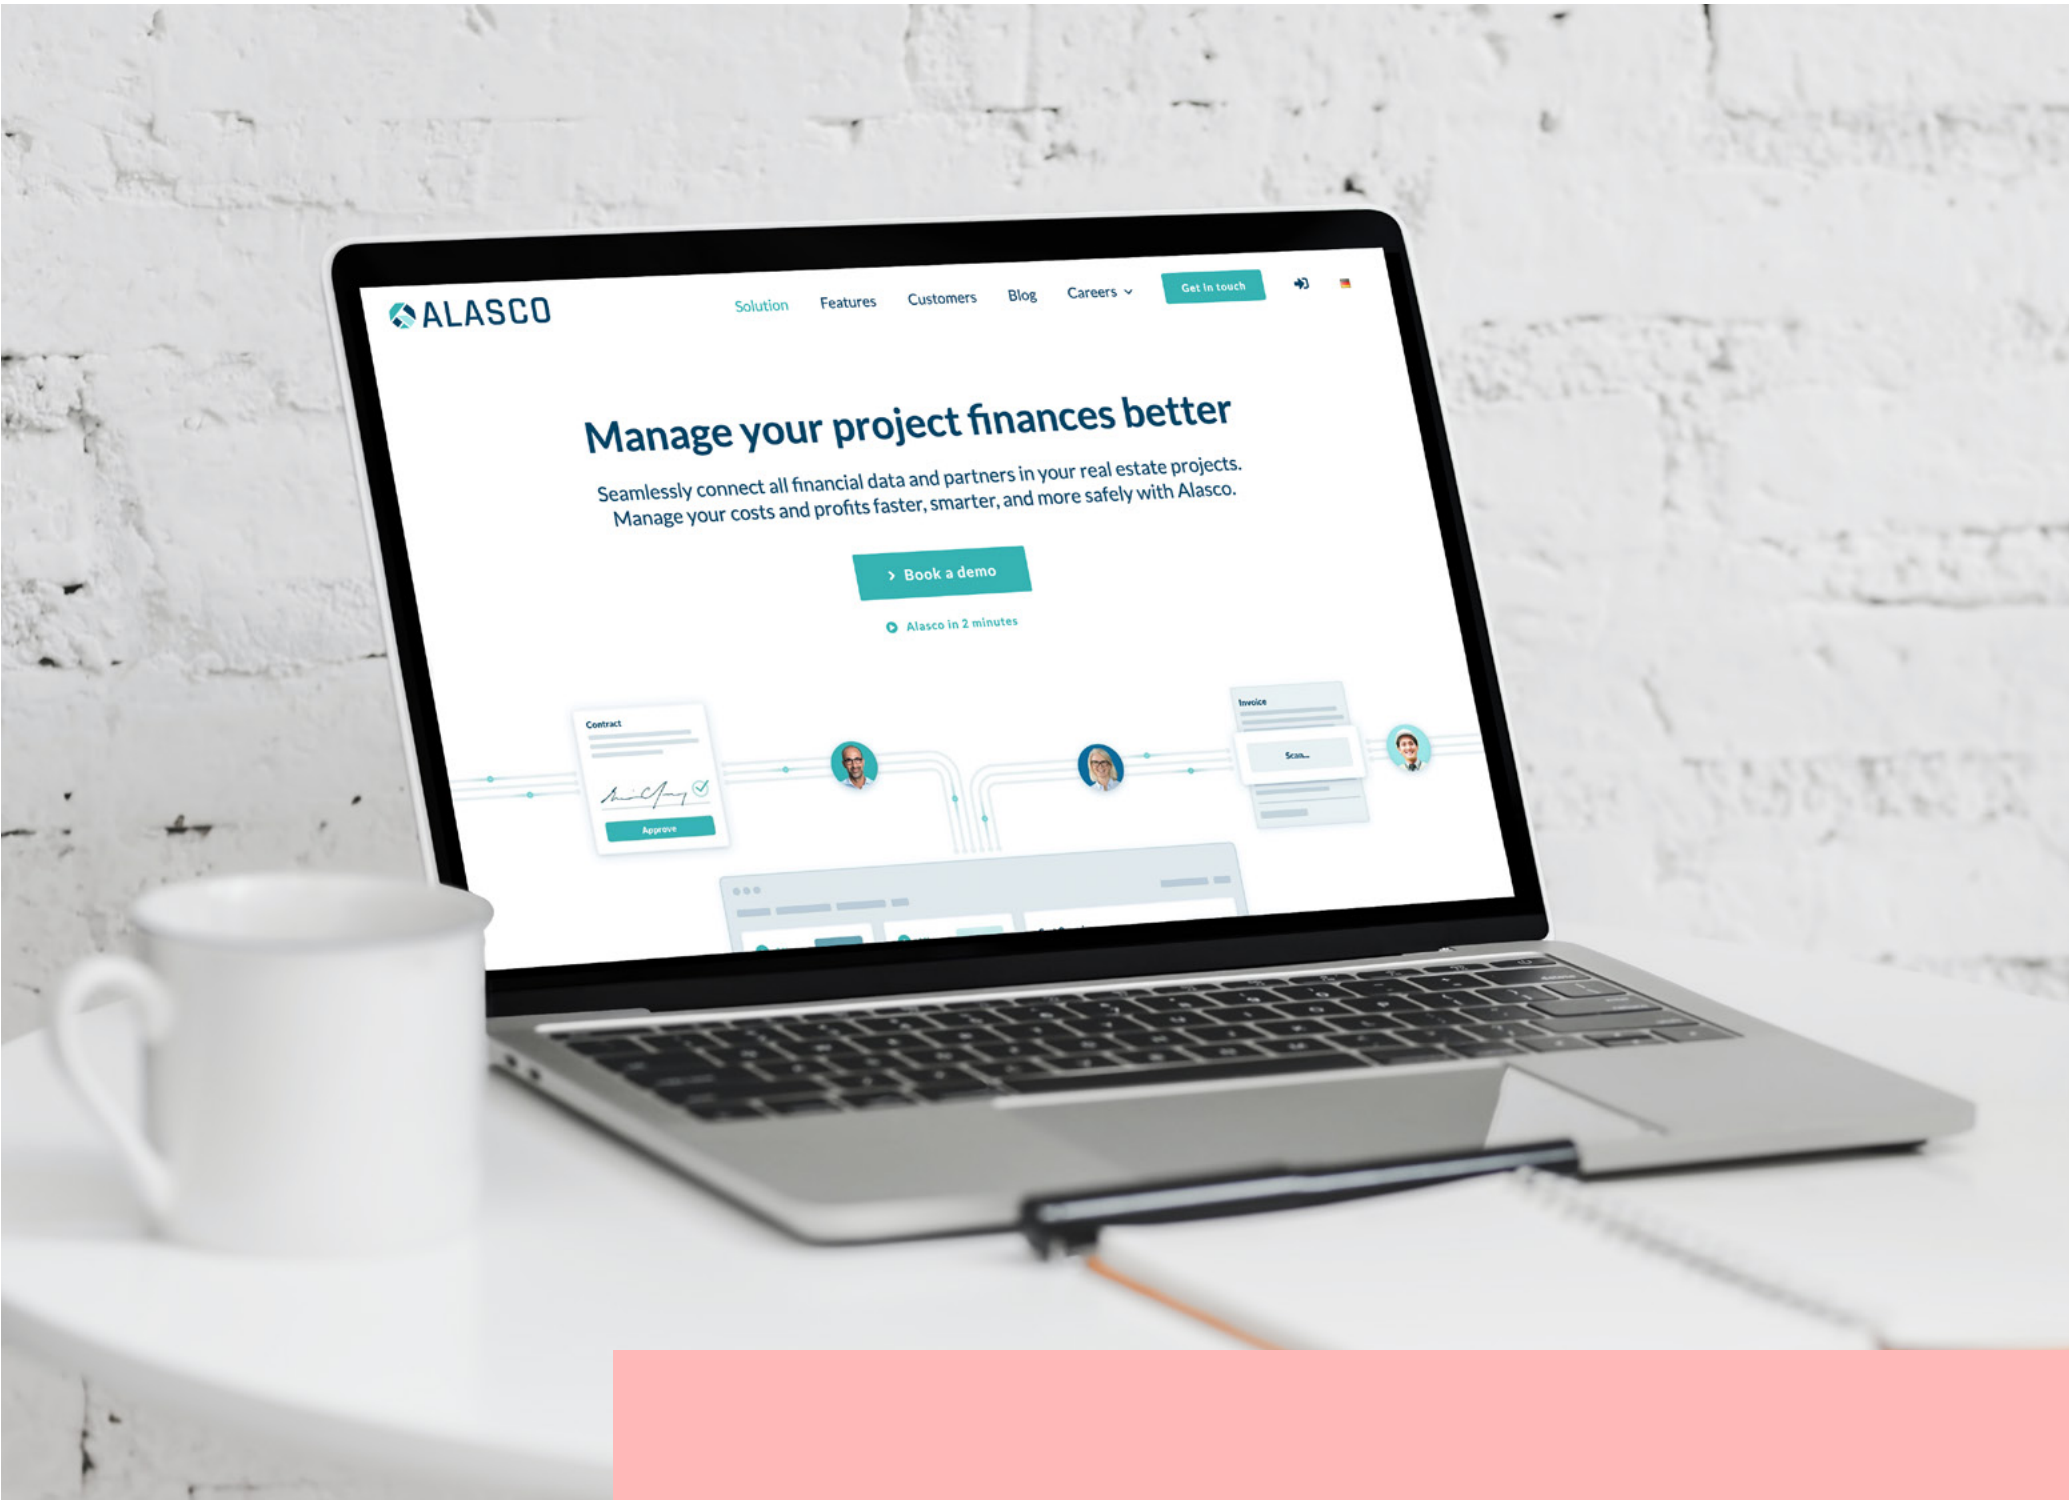 ALASCO
Solution Features Customers Blog Careers Get in touch
Manage your project finances better
Seamlessly connect all financial data and partners in your real estate projects.
Manage your costs and profits faster, smarter, and more safely with Alasco.
Book a demo
Alasco in 2 minutes
Contract
Approve
Invoice
Scan...